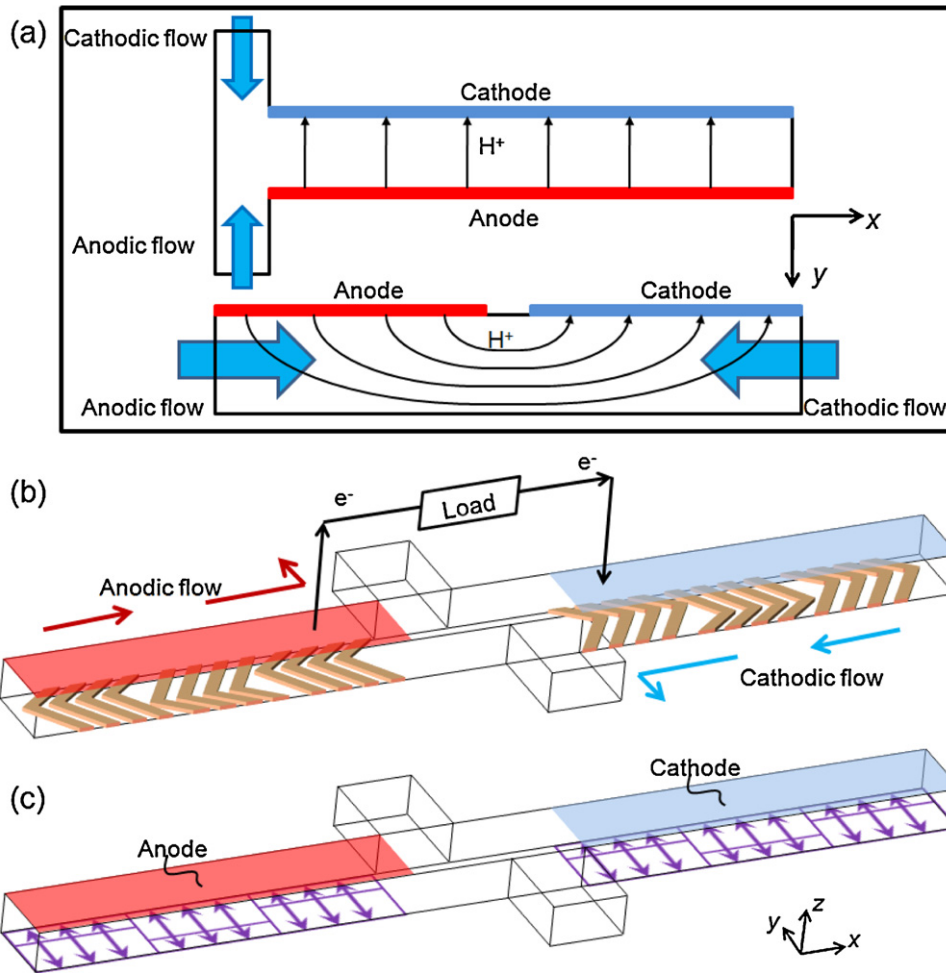 (a)
Cathodic flow
Cathode
H⁺
Anode
Anodic flow
x
y
Anode
Cathode
H⁺
Anodic flow
Cathodic flow
(b)
e⁻
Load
e⁻
Anodic flow
Cathodic flow
(c)
Cathode
Anode
z
y
x